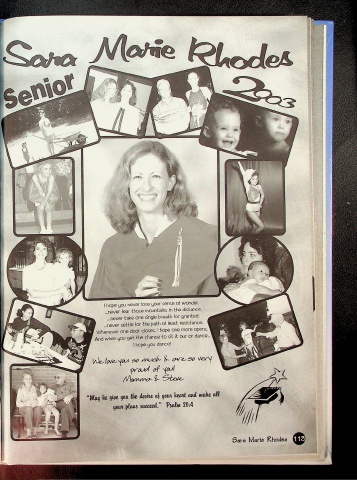 Sara Marie Rhodes
Senior
2003
I hope you never lose your sense of wonder
...never fear those mountains in the distance,
...never take one single breath for granted
...never settle for the path of least resistance.
Whenever one door closes, I hope one more opens.
And when you get the chance to sit it out or dance...
I hope you dance!
We love you so much & are so very
proud of you!
Momma & Steve
"May he give you the desire of your heart and make all
your plans succeed." Psalm 20:4
Sara Marie Rhodes 113